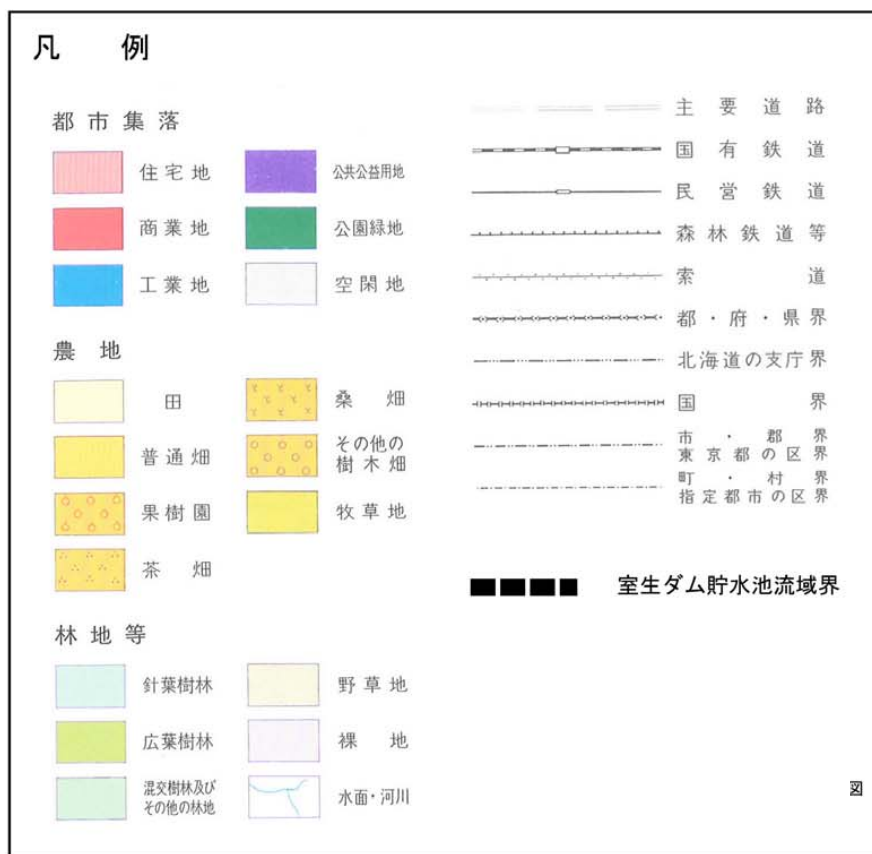 凡 例
都市集落
住宅地
公共公益用地
商業地
公園緑地
工業地
空閑地
農地
田
桑畑
普通畑
その他の
樹木畑
果樹園
牧草地
茶畑
林地等
針葉樹林
野草地
広葉樹林
裸地
混交樹林及び
その他の林地
水面・河川
主要道路
国有鉄道
民営鉄道
森林鉄道等
索道
都・府・県界
北海道の支庁界
国界
市・郡界
東京都の区界
町・村界
指定都市の区界
室生ダム貯水池流域界
図